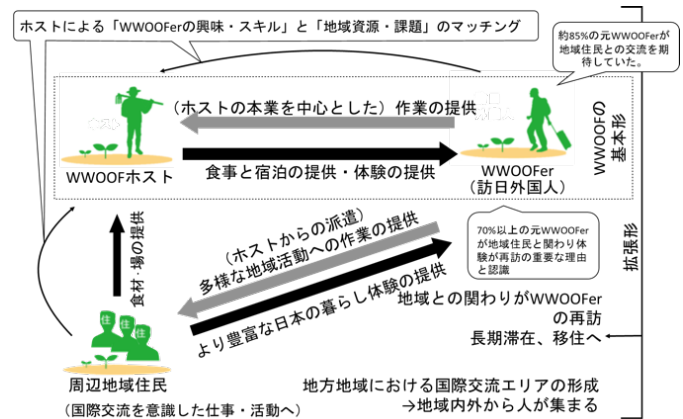 ホストによる「WWOOFerの興味・スキル」と「地域資源・課題」のマッチング
約85%の元WWOOFerが
地域住民との交流を期
待していた。
（ホストの本業を中心とした）作業の提供
食事と宿泊の提供・体験の提供
WWOOFホスト
WWOOFer
（訪日外国人）
WWOOFの
基本形
拡張形
食材・場の提供
（ホストからの派遣）
多様な地域活動への作業の提供
より豊富な日本の暮らし体験の提供
70%以上の元WWOOFer
が地域住民と関わり体
験が再訪の重要な理由
と認識
地域との関わりがWWOOFer
の再訪
長期滞在、移住へ
住
住
住
周辺地域住民
（国際交流を意識した仕事・活動へ）
地方地域における国際交流エリアの形成
→地域内外から人が集まる